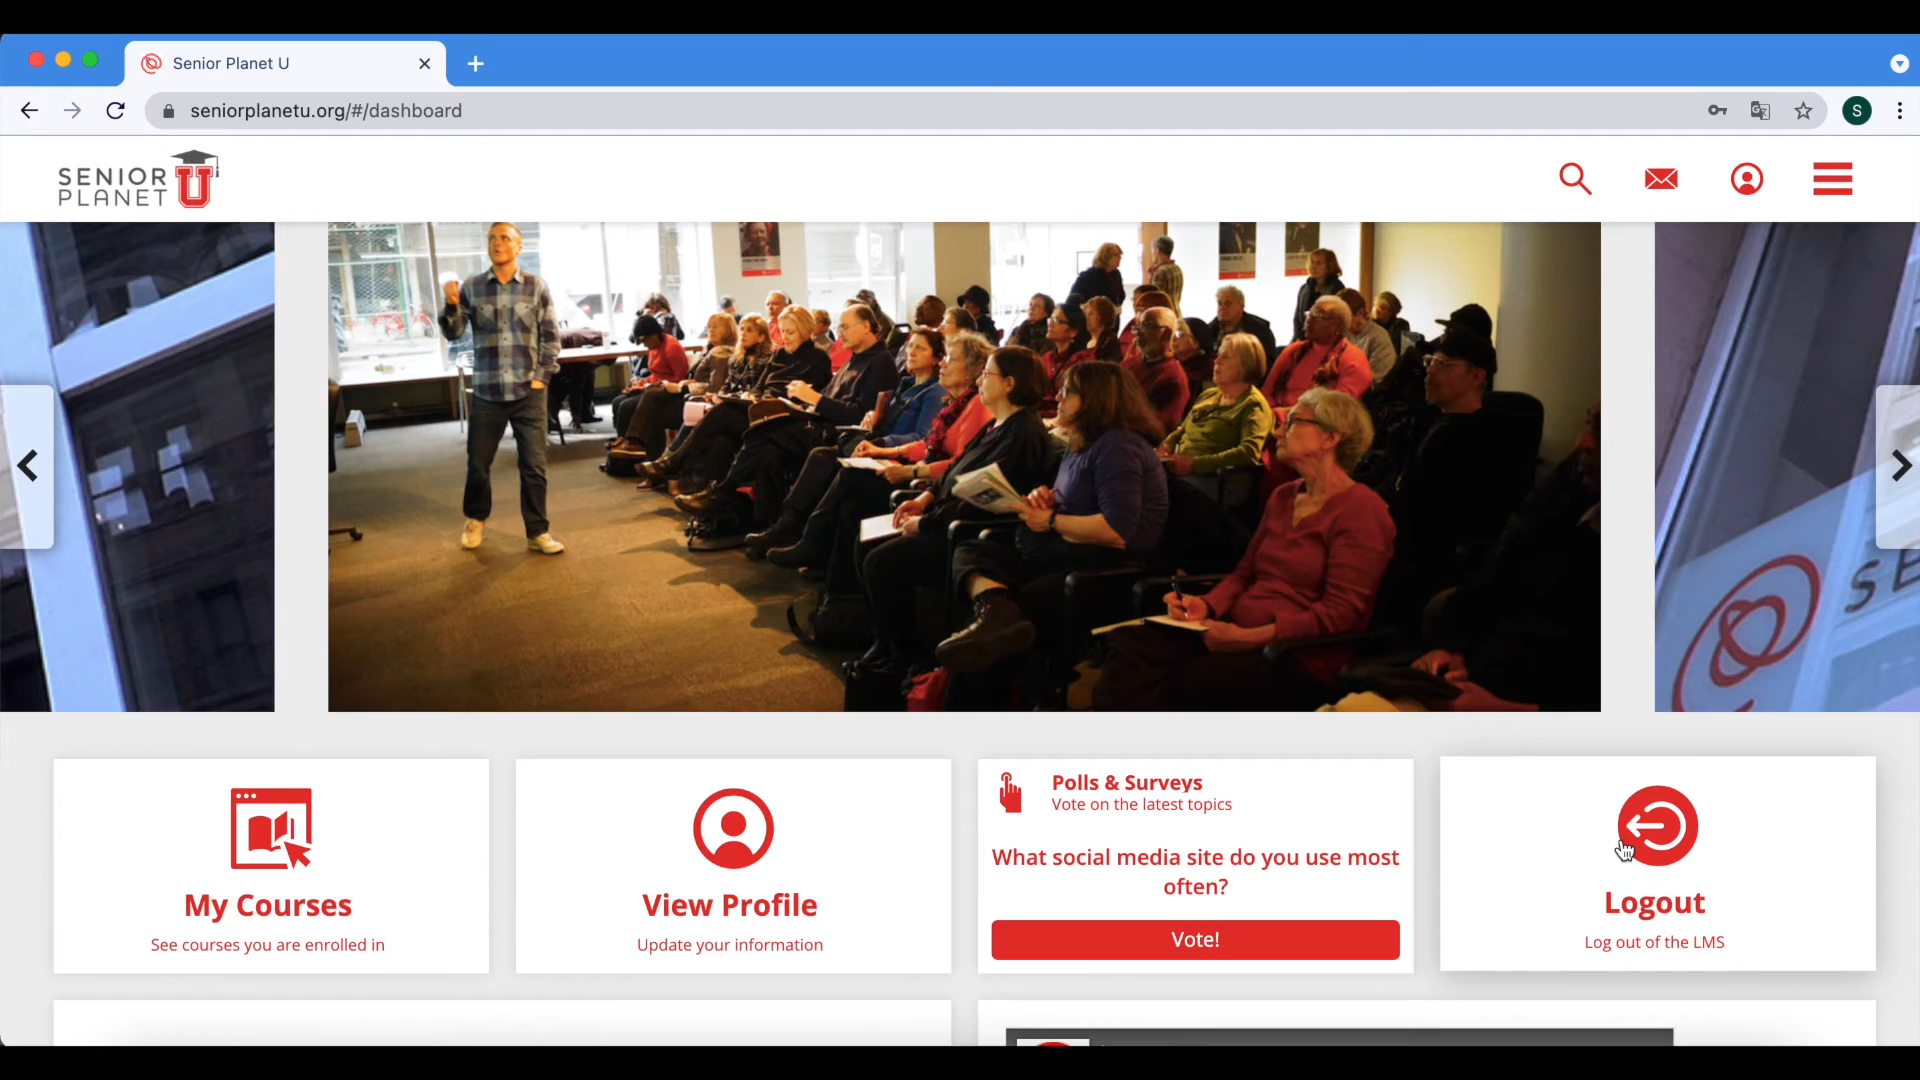 Senior Planet U
seniorplanetu.org/#/dashboard
S
SENIOR
PLANET U
SE
Polls & Surveys
Vote on the latest topics
What social media site do you use most
often?
Vote!
My Courses
See courses you are enrolled in
View Profile
Update your information
Logout
Log out of the LMS